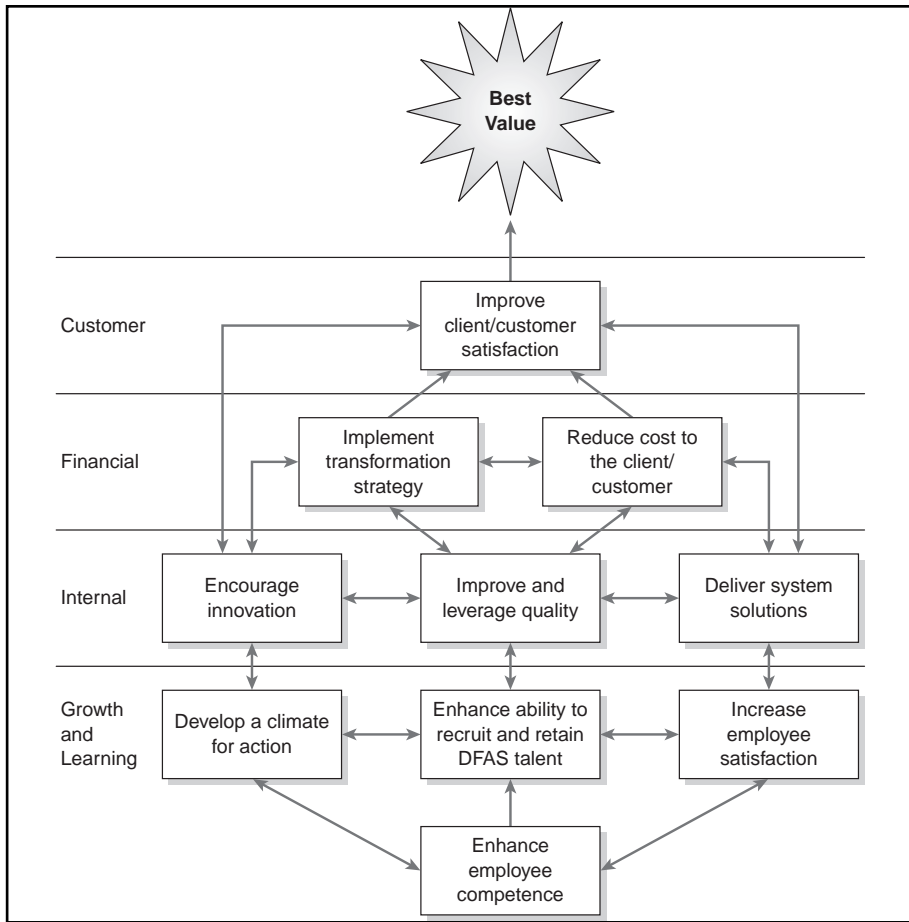 Best
Value
Customer
Improve
client/customer
satisfaction
Financial
Implement
transformation
strategy
Reduce cost to
the client/
customer
Internal
Encourage
innovation
Improve and
leverage quality
Deliver system
solutions
Growth
and
Learning
Develop a climate
for action
Enhance ability to
recruit and retain
DFAS talent
Increase
employee
satisfaction
Enhance
employee
competence